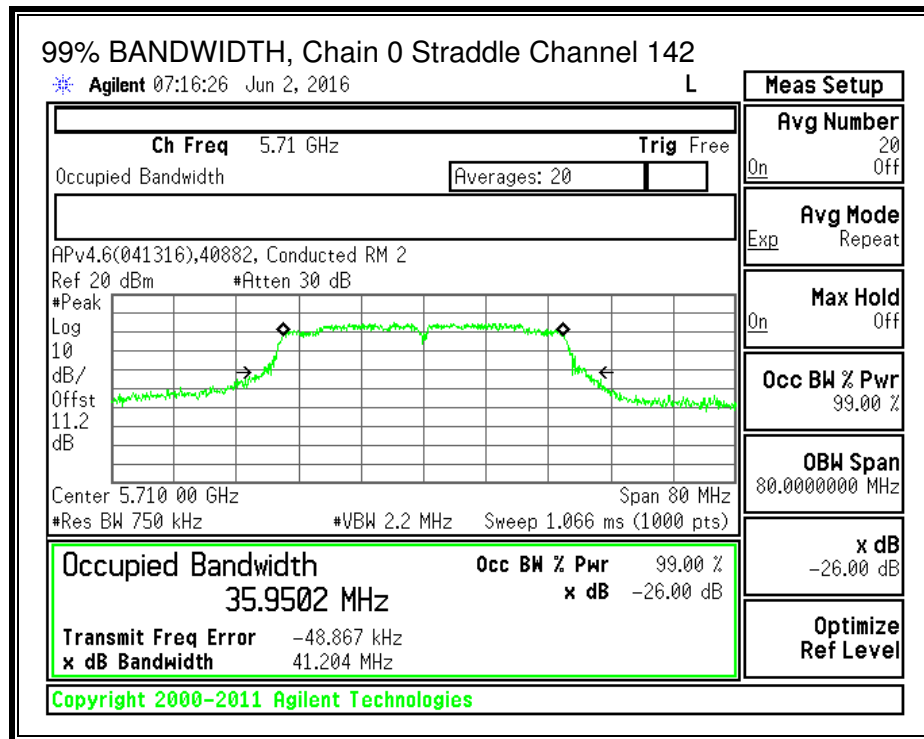 99% BANDWIDTH, Chain 0 Straddle Channel 142
Agilent 07:16:26 Jun 2, 2016 L
Ch Freq 5.71 GHz Trig Free
Occupied Bandwidth Averages: 20
APv4.6(041316),40882, Conducted RM 2
Ref 20 dBm #Atten 30 dB
#Peak
Log
10
dB/
Offst
11.2
dB
Center 5.710 00 GHz Span 80 MHz
#Res BW 750 kHz #VBW 2.2 MHz Sweep 1.066 ms (1000 pts)
Occupied Bandwidth Occ BW % Pwr 99.00 %
35.9502 MHz x dB -26.00 dB
Transmit Freq Error -48.867 kHz
x dB Bandwidth 41.204 MHz
Copyright 2000-2011 Agilent Technologies
Meas Setup
Avg Number
20
On Off
Avg Mode
Exp Repeat
Max Hold
On Off
Occ BW % Pwr
99.00 %
OBW Span
80.0000000 MHz
x dB
-26.00 dB
Optimize
Ref Level